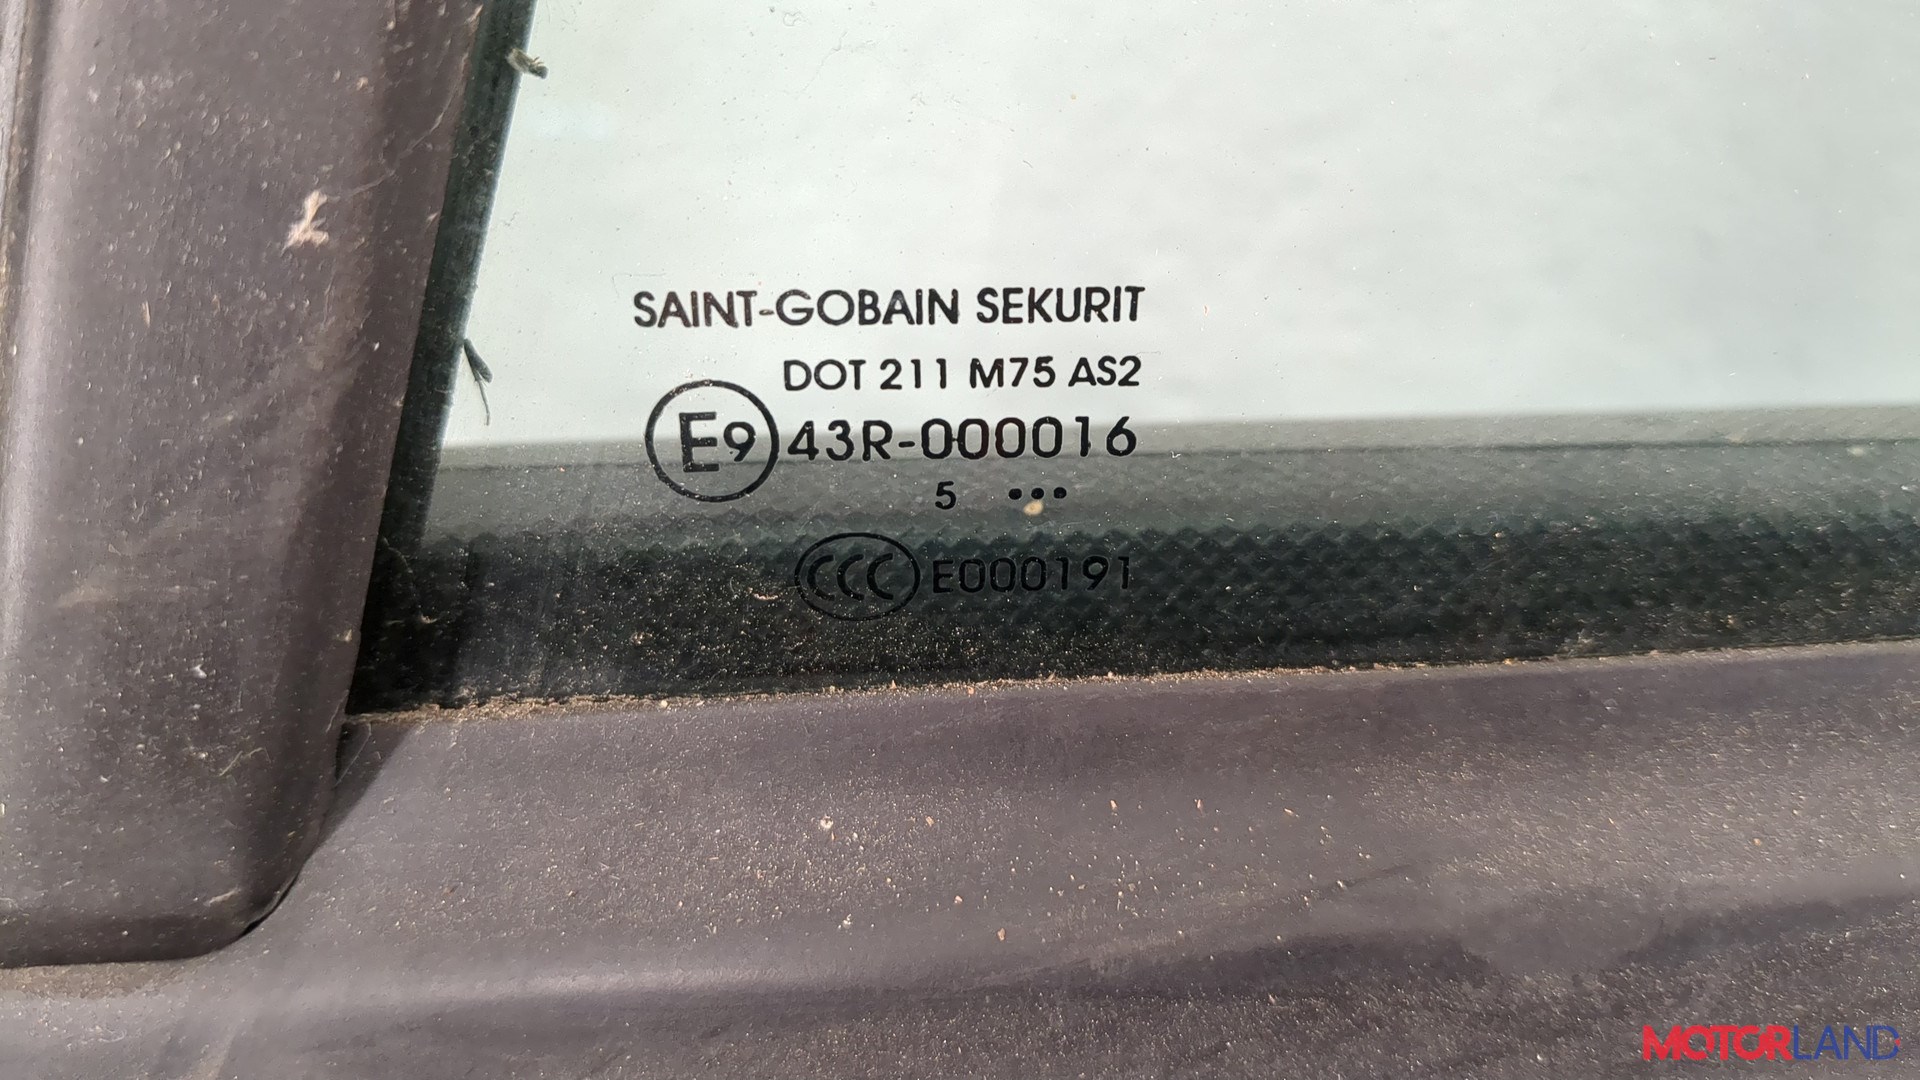 SAINT-GOBAIN SEKURIT
DOT 211 M75 AS2
E9 43R-000016
5 •••
CCC E000191
MOTORLAND